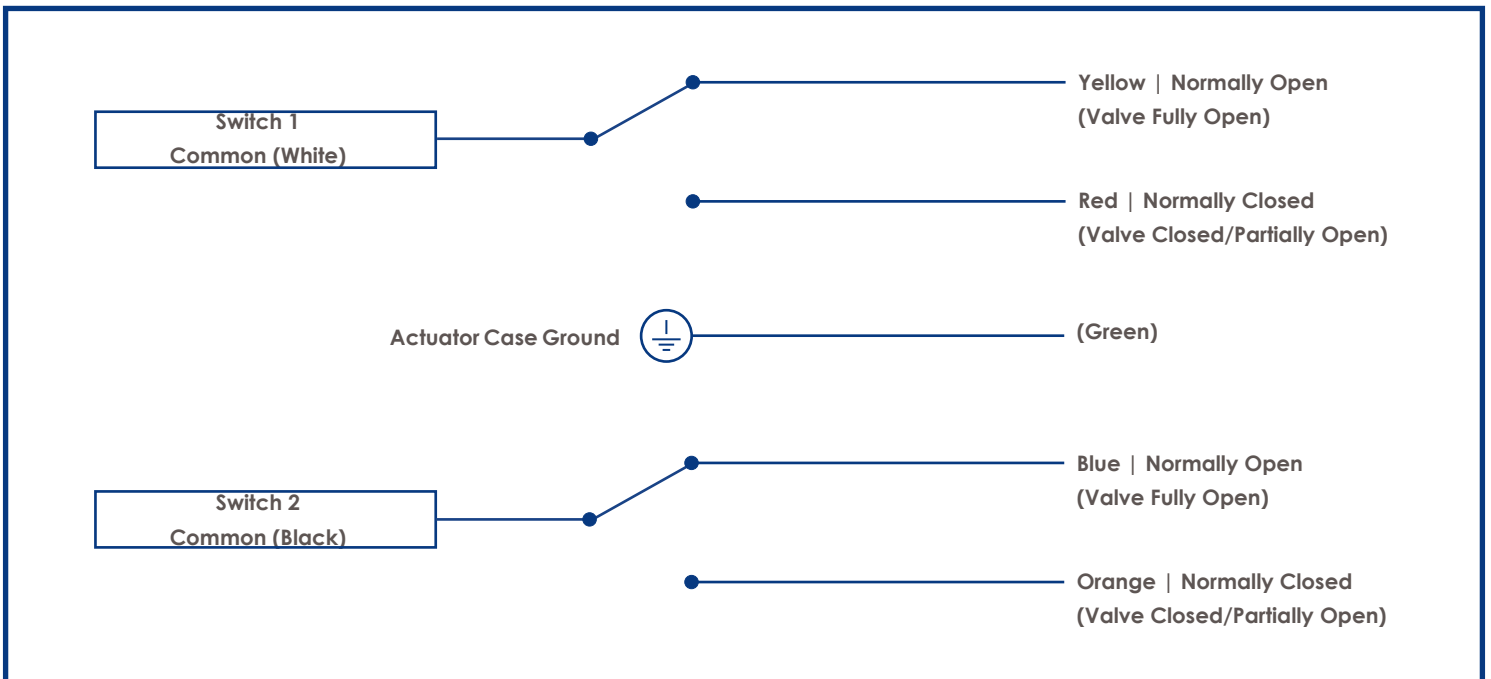 Yellow | Normally Open
(Valve Fully Open)
Switch 1
Common (White)
Red | Normally Closed
(Valve Closed/Partially Open)
Actuator Case Ground
(Green)
Blue | Normally Open
(Valve Fully Open)
Switch 2
Common (Black)
Orange | Normally Closed
(Valve Closed/Partially Open)